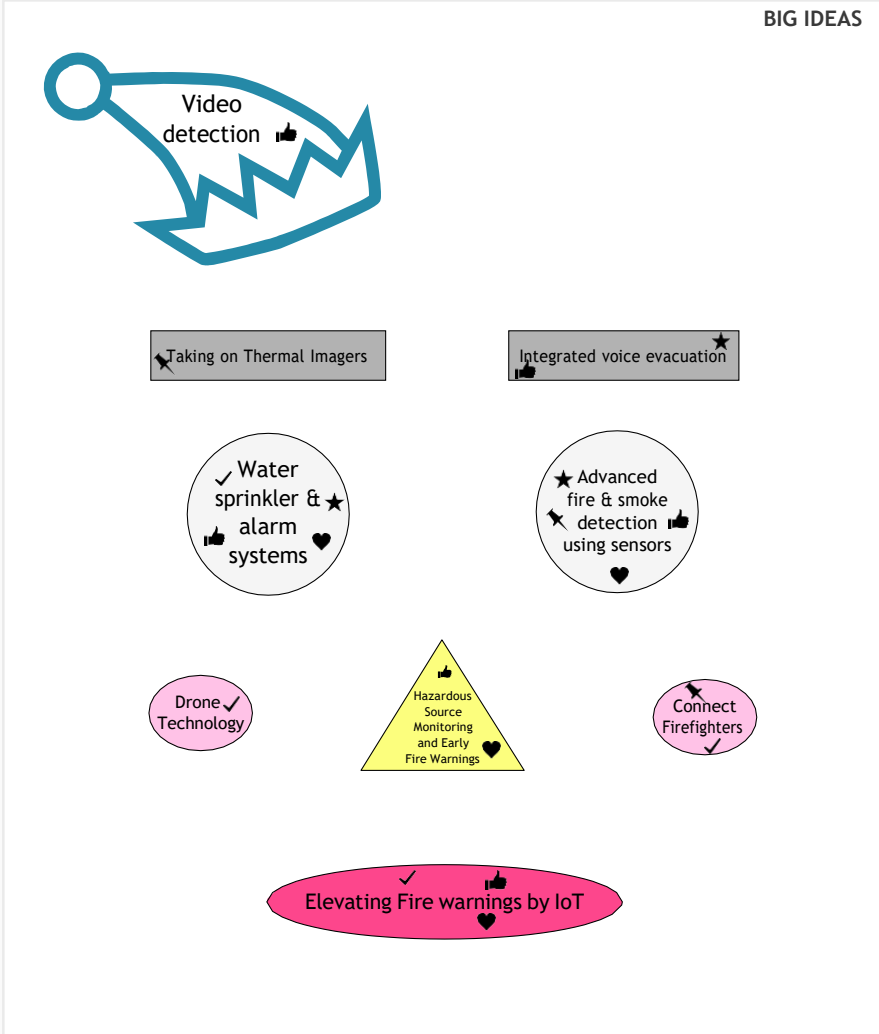 BIG IDEAS
Video
detection
Taking on Thermal Imagers
Integrated voice evacuation
Water
sprinkler &
alarm
systems
Advanced
fire & smoke
detection
using sensors
Drone
Technology
Hazardous
Source
Monitoring
and Early
Fire Warnings
Connect
Firefighters
Elevating Fire warnings by IoT